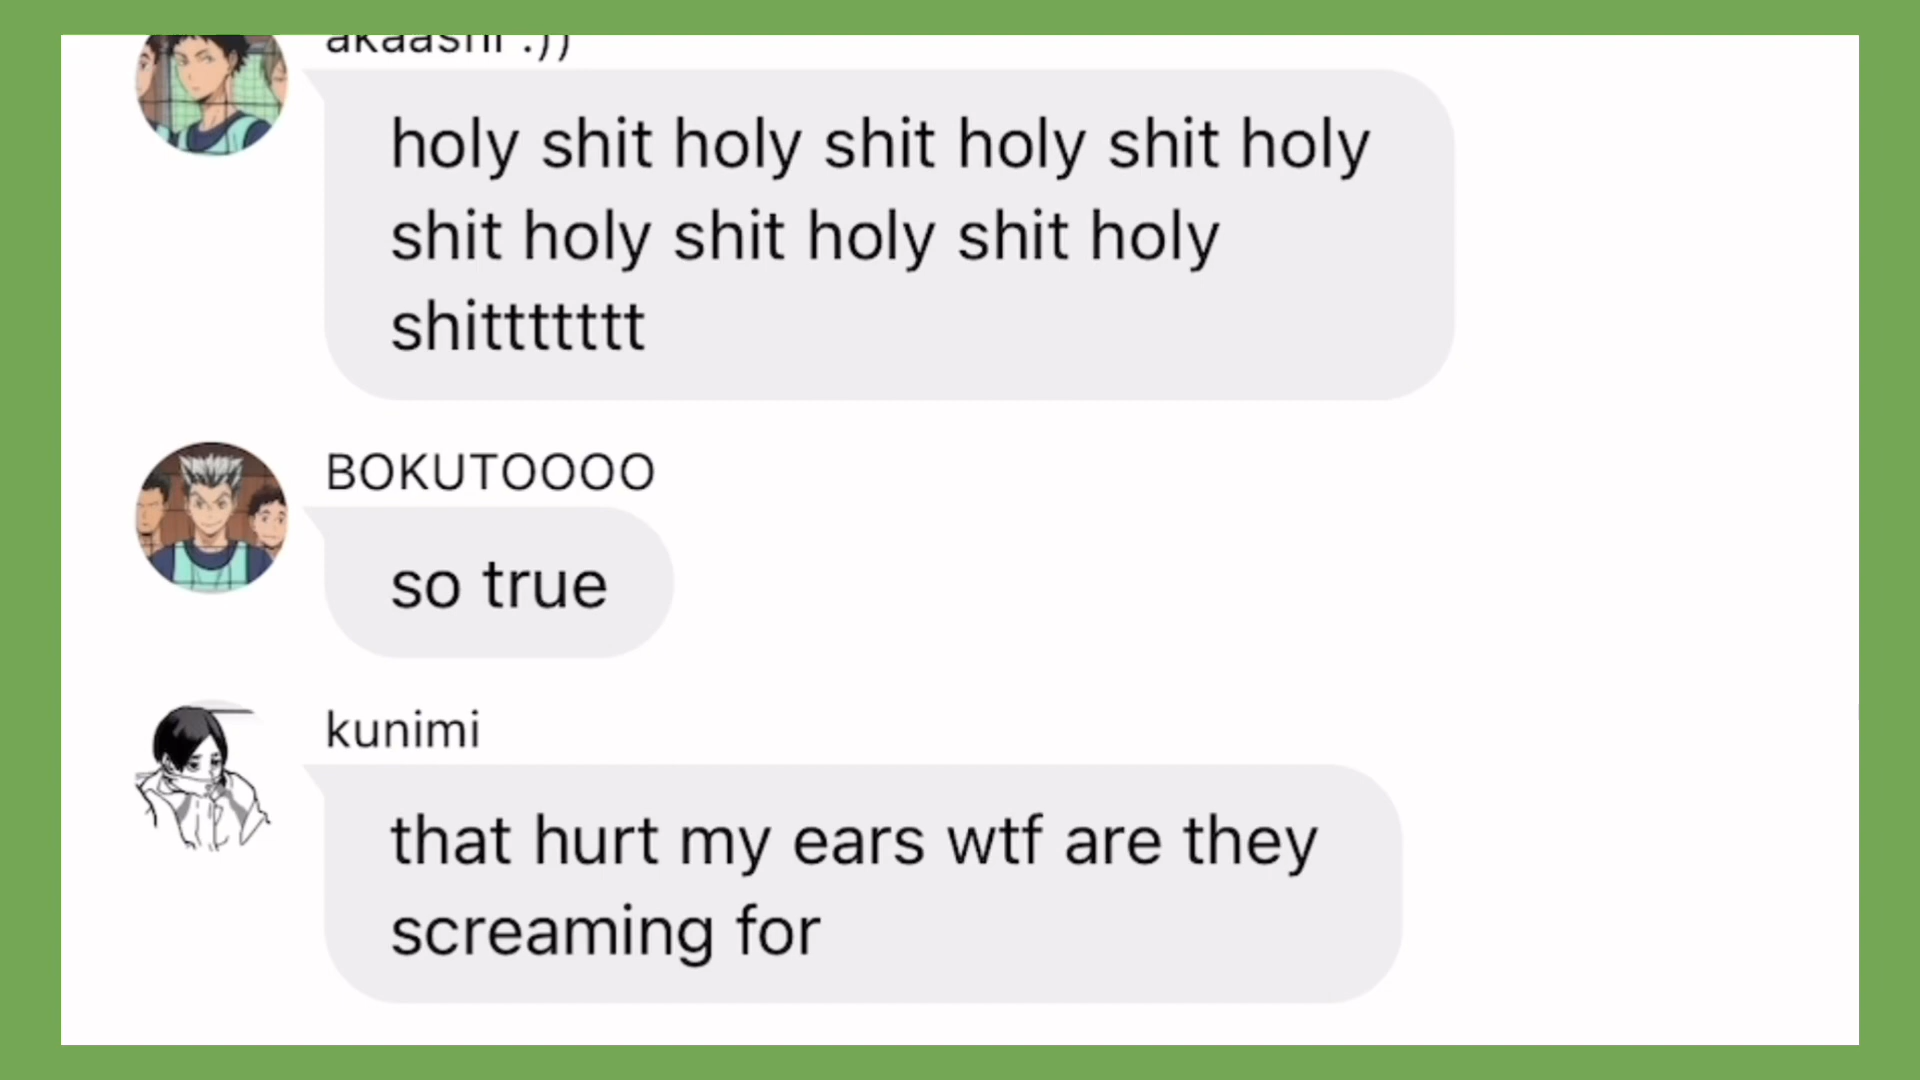 akaashi :))
holy shit holy shit holy shit holy
shit holy shit holy shit holy
shittttttt
BOKUTOOOO
so true
kunimi
that hurt my ears wtf are they
screaming for